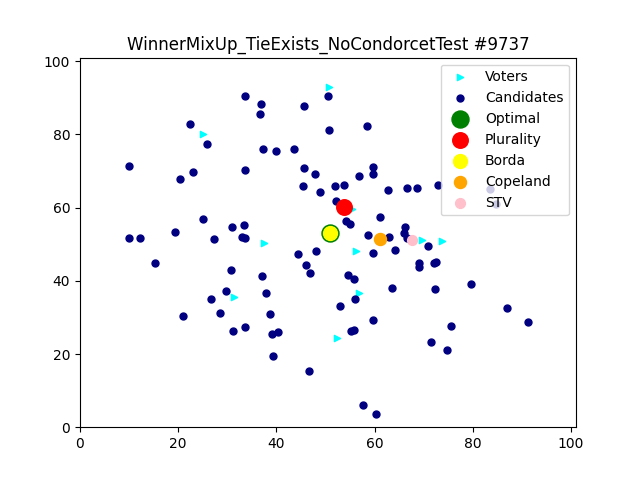 WinnerMixUp_TieExists_NoCondorcetTest #9737
100
80
60
40
20
0
0 20 40 60 80 100
Voters
Candidates
Optimal
Plurality
Borda
Copeland
STV